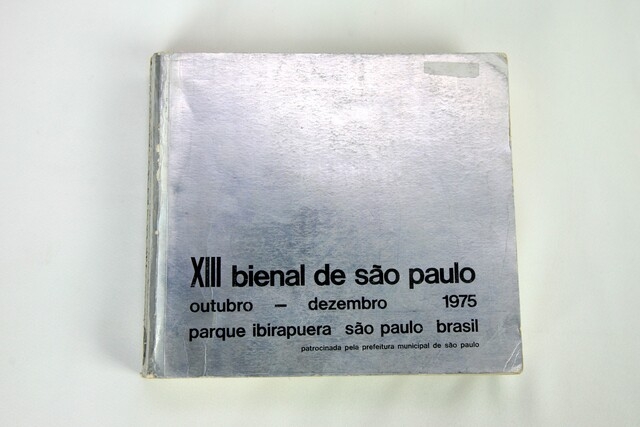 XIII bienal de são paulo
outubro — dezembro 1975
parque ibirapuera são paulo brasil
patrocinada pela prefeitura municipal de são paulo